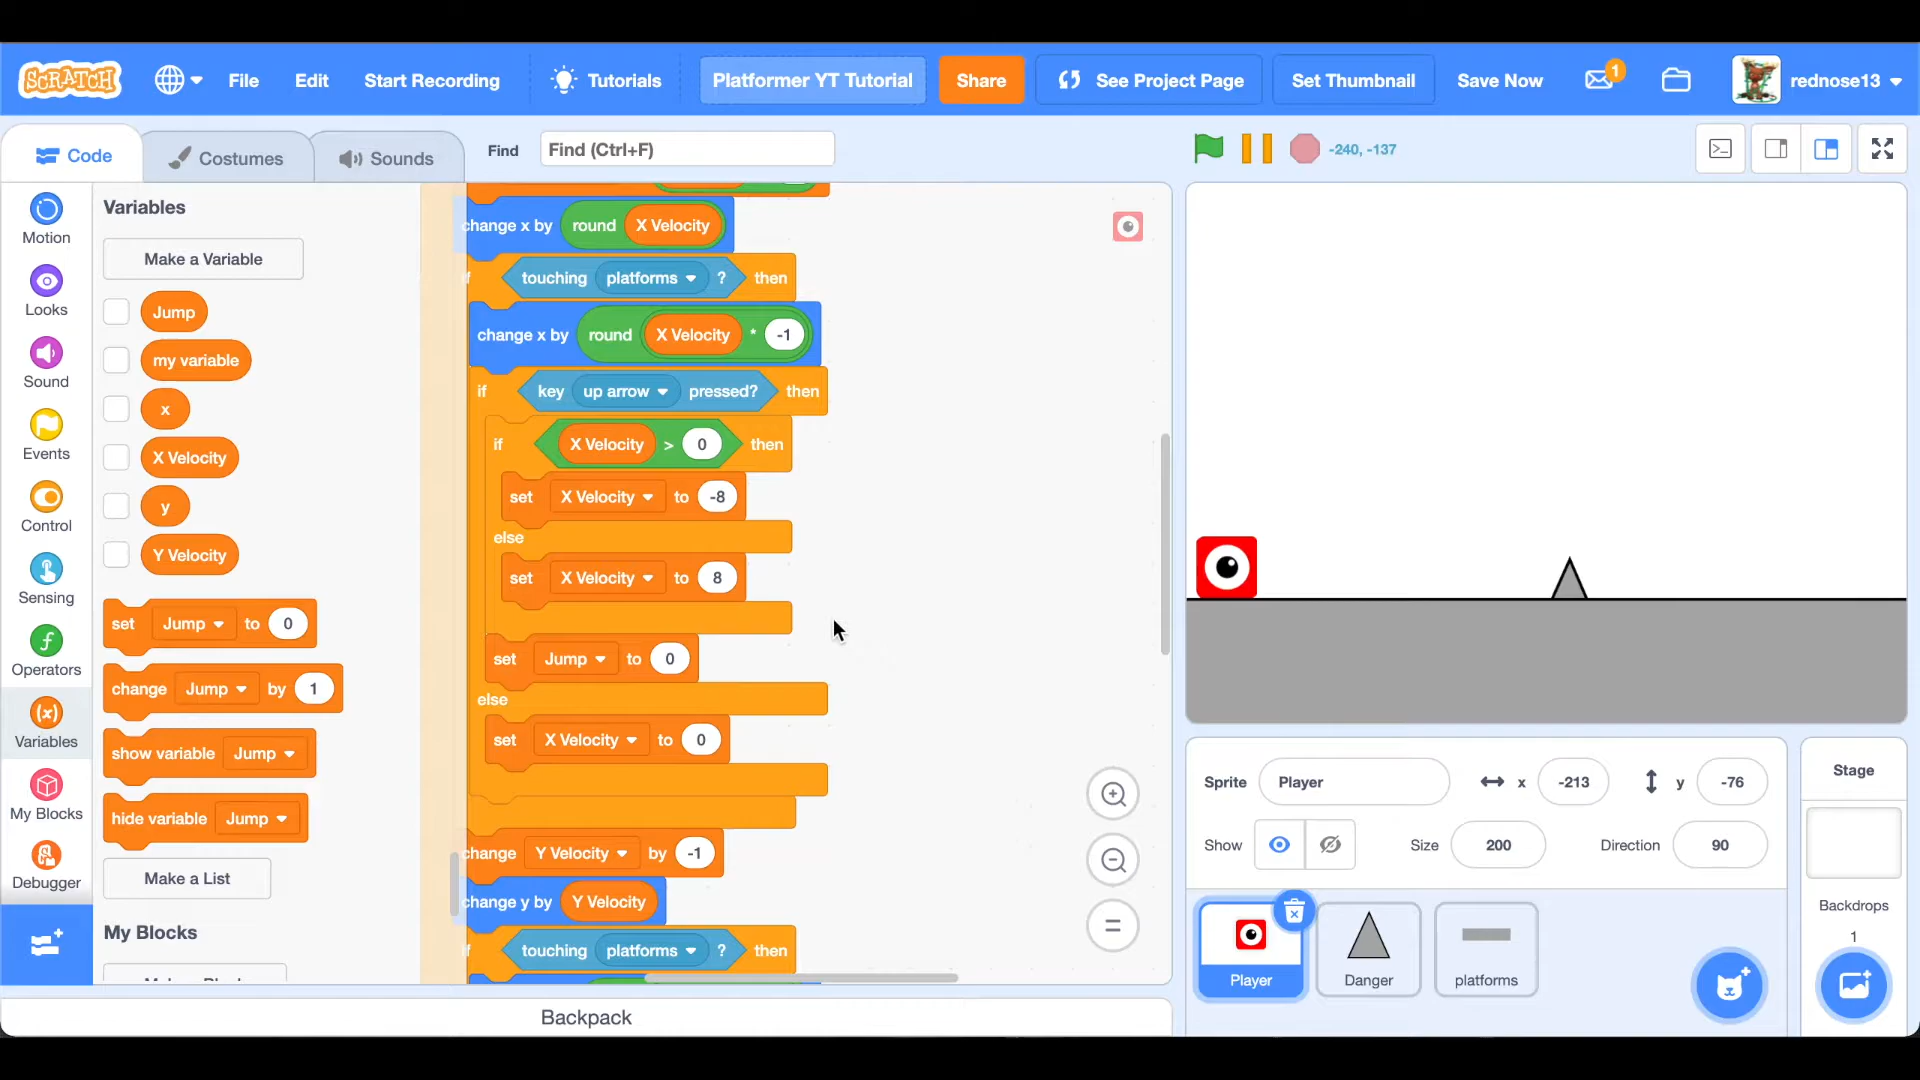 SCRATCH File Edit Start Recording Tutorials Platformer YT Tutorial Share See Project Page Set Thumbnail Save Now 1 rednose13
Code Costumes Sounds Find Find (Ctrl+F) -240, -137
Motion
Looks
Sound
Events
Control
Sensing
Operators
Variables
My Blocks
Debugger
Variables
Make a Variable
Jump
my variable
x
X Velocity
y
Y Velocity
set Jump to 0
change Jump by 1
show variable Jump
hide variable Jump
Make a List
My Blocks
change x by round X Velocity
if touching platforms ? then
change x by round X Velocity * -1
if key up arrow pressed? then
if X Velocity > 0 then
set X Velocity to -8
else
set X Velocity to 8
set Jump to 0
else
set X Velocity to 0
change Y Velocity by -1
change y by Y Velocity
if touching platforms ? then
Backpack
Sprite Player x -213 y -76
Show Size 200 Direction 90
Player Danger platforms
Stage
Backdrops
1